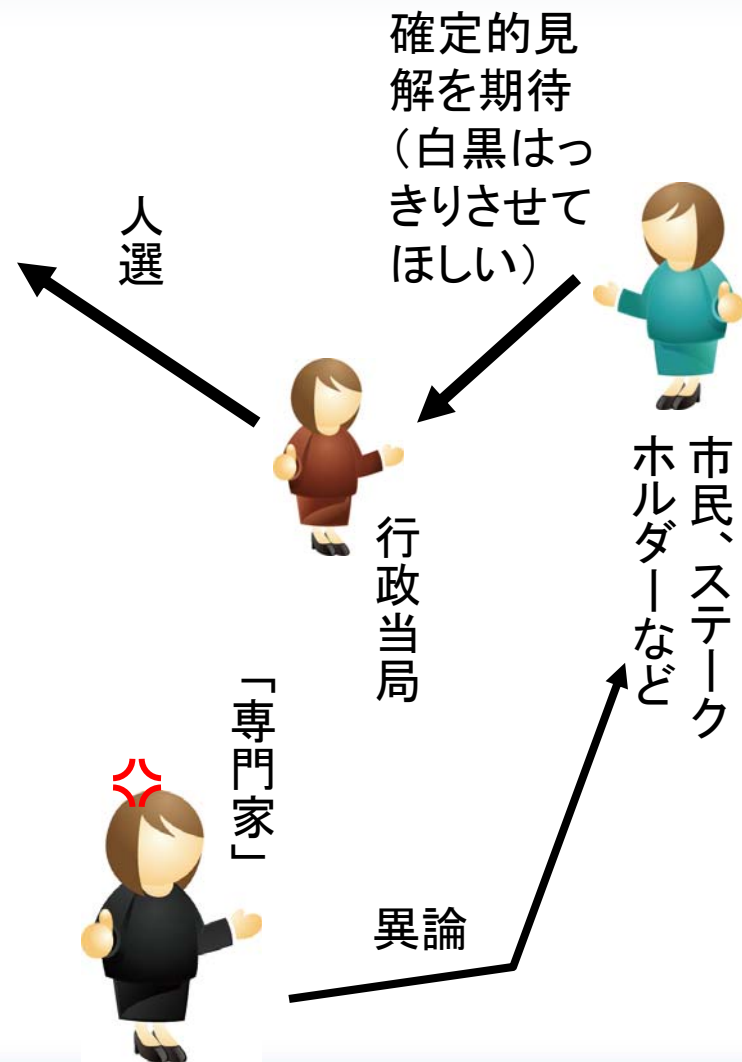 確定的見
解を期待
（白黒はっ
きりさせて
ほしい）
人選
市民、ステーク
ホルダーなど
行政当局
「専門家」
異論